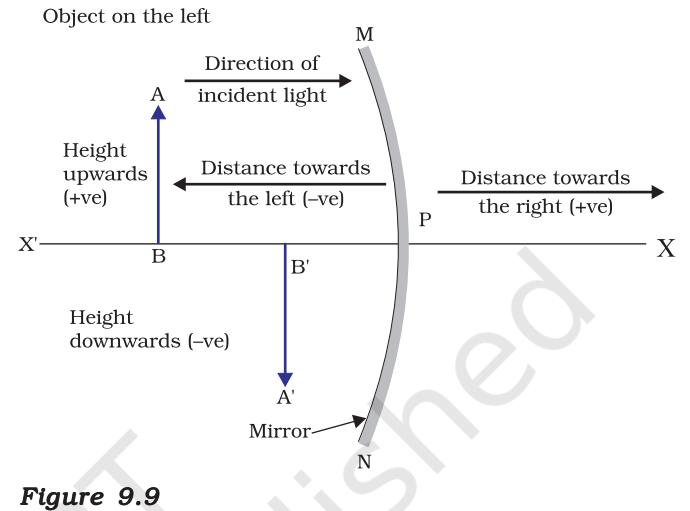 Object on the left
M
Direction of
incident light
A
Height
upwards
(+ve)
Distance towards
the left (–ve)
Distance towards
the right (+ve)
P
X'
B
B'
X
Height
downwards (–ve)
A'
Mirror
N
Figure 9.9